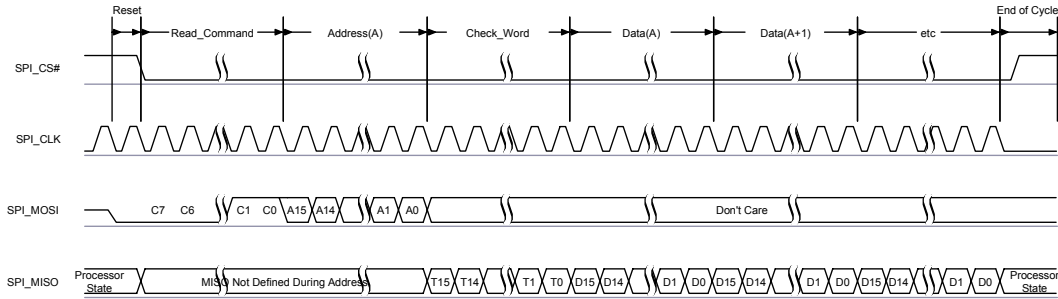 Reset
End of Cycle
Read_Command Address(A) Check_Word Data(A) Data(A+1) etc
SPI_CS#
SPI_CLK
SPI_MOSI C7 C6 C1 C0 A15 A14 A1 A0 Don't Care
SPI_MISO Processor State MISO Not Defined During Address T15 T14 T1 T0 D15 D14 D1 D0 D15 D14 D1 D0 D15 D14 D1 D0 Processor State